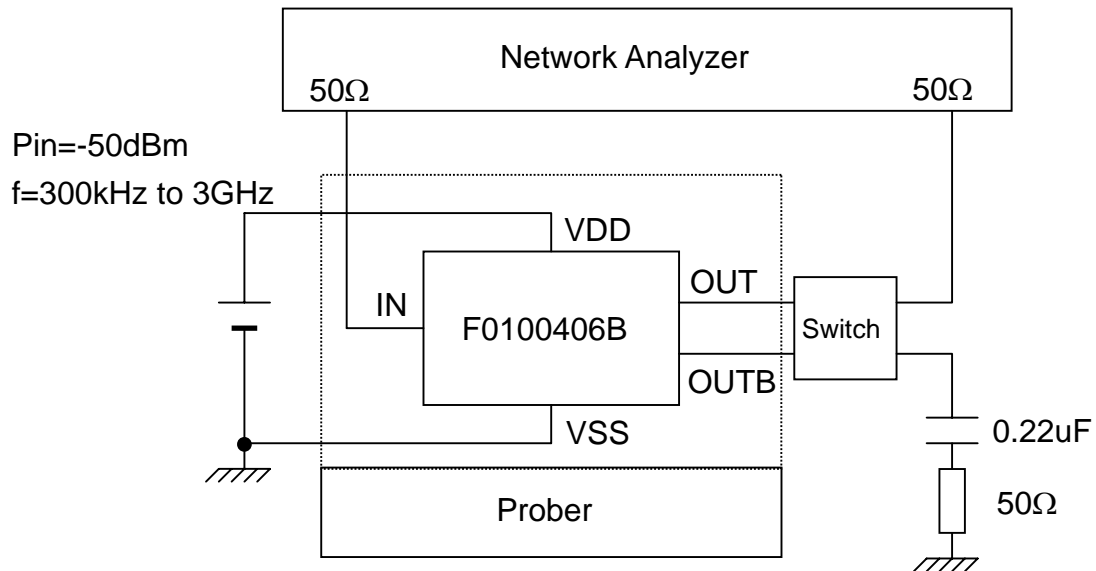 Network Analyzer
50Ω
50Ω
Pin=-50dBm
f=300kHz to 3GHz
VDD
IN
OUT
F0100406B
Switch
OUTB
VSS
0.22uF
Prober
50Ω